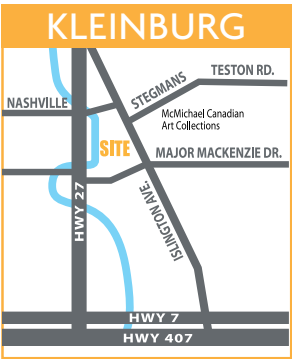 KLEINBURG
TESTON RD.
STEGMANS
NASHVILLE
McMichael Canadian
Art Collections
SITE
MAJOR MACKENZIE DR.
ISLINGTON AVE.
HWY 27
HWY 7
HWY 407